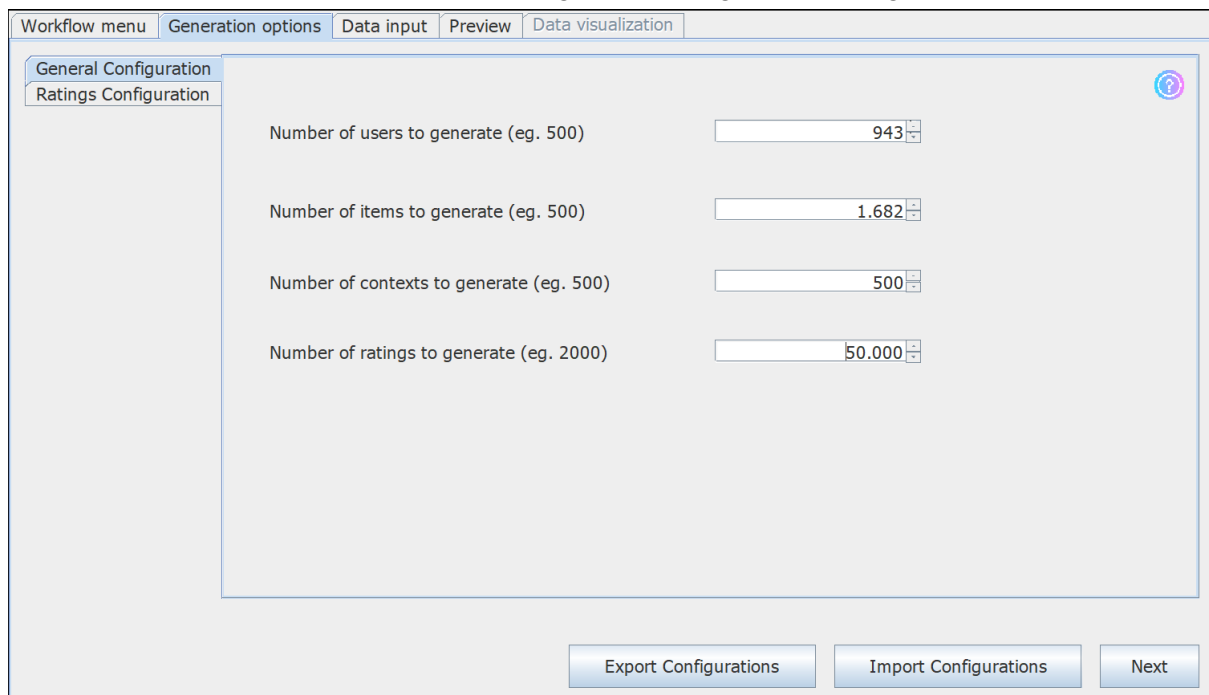 Workflow menu Generation options Data input Preview Data visualization
General Configuration
Ratings Configuration
?
Number of users to generate (eg. 500) 943
Number of items to generate (eg. 500) 1.682
Number of contexts to generate (eg. 500) 500
Number of ratings to generate (eg. 2000) 50.000
Export Configurations Import Configurations Next